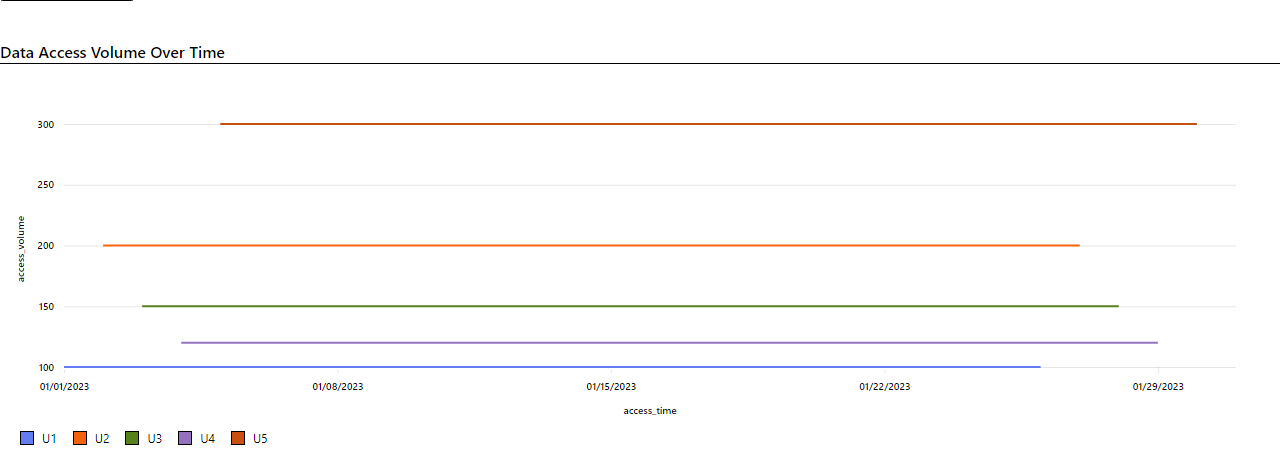 Data Access Volume Over Time
300
250
200
150
100
access_volume
01/01/2023 01/08/2023 01/15/2023 01/22/2023 01/29/2023
access_time
U1 U2 U3 U4 U5